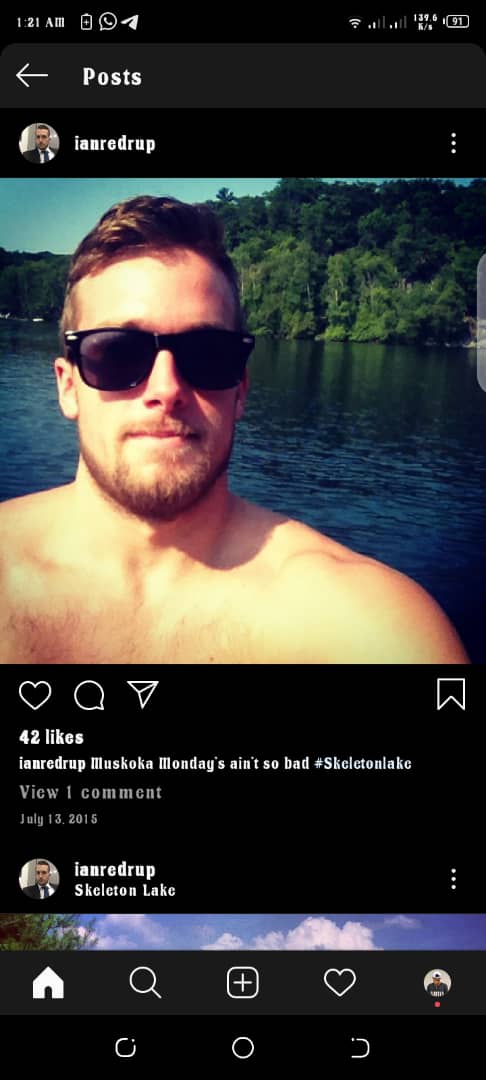 1:21 AM
139.6
K/s
91
Posts
ianredrup
42 likes
ianredrup Muskoka Monday's ain't so bad #Skeletonlake
View 1 comment
July 13, 2015
ianredrup
Skeleton Lake